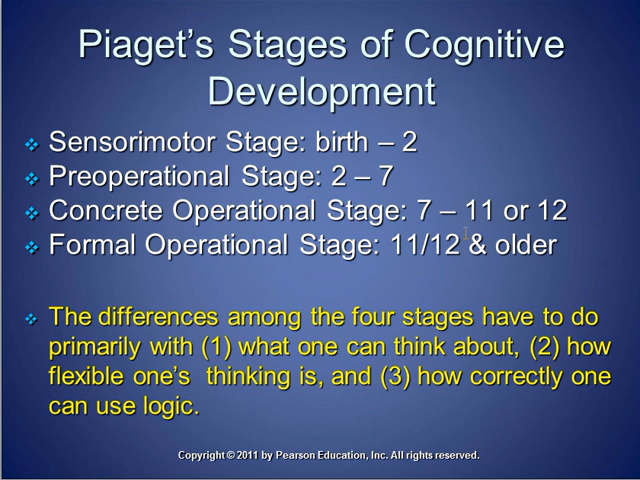 Piaget's Stages of Cognitive
Development
Sensorimotor Stage: birth – 2
Preoperational Stage: 2 – 7
Concrete Operational Stage: 7 – 11 or 12
Formal Operational Stage: 11/12 & older
The differences among the four stages have to do
primarily with (1) what one can think about, (2) how
flexible one's thinking is, and (3) how correctly one
can use logic.
Copyright © 2011 by Pearson Education, Inc. All rights reserved.